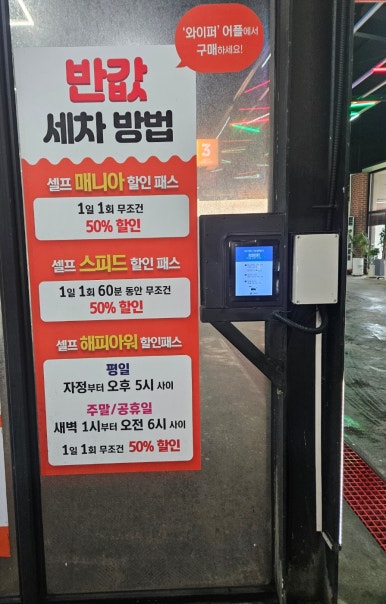 '와이퍼' 어플에서
구매하세요!
반값
세차 방법
셀프 매니아 할인 패스
1일 1회 무조건
50% 할인
셀프 스피드 할인 패스
1일 1회 60분 동안 무조건
50% 할인
셀프 해피아워 할인패스
평일
자정부터 오후 5시 사이
주말/공휴일
새벽 1시부터 오전 6시 사이
1일 1회 무조건 50% 할인
3